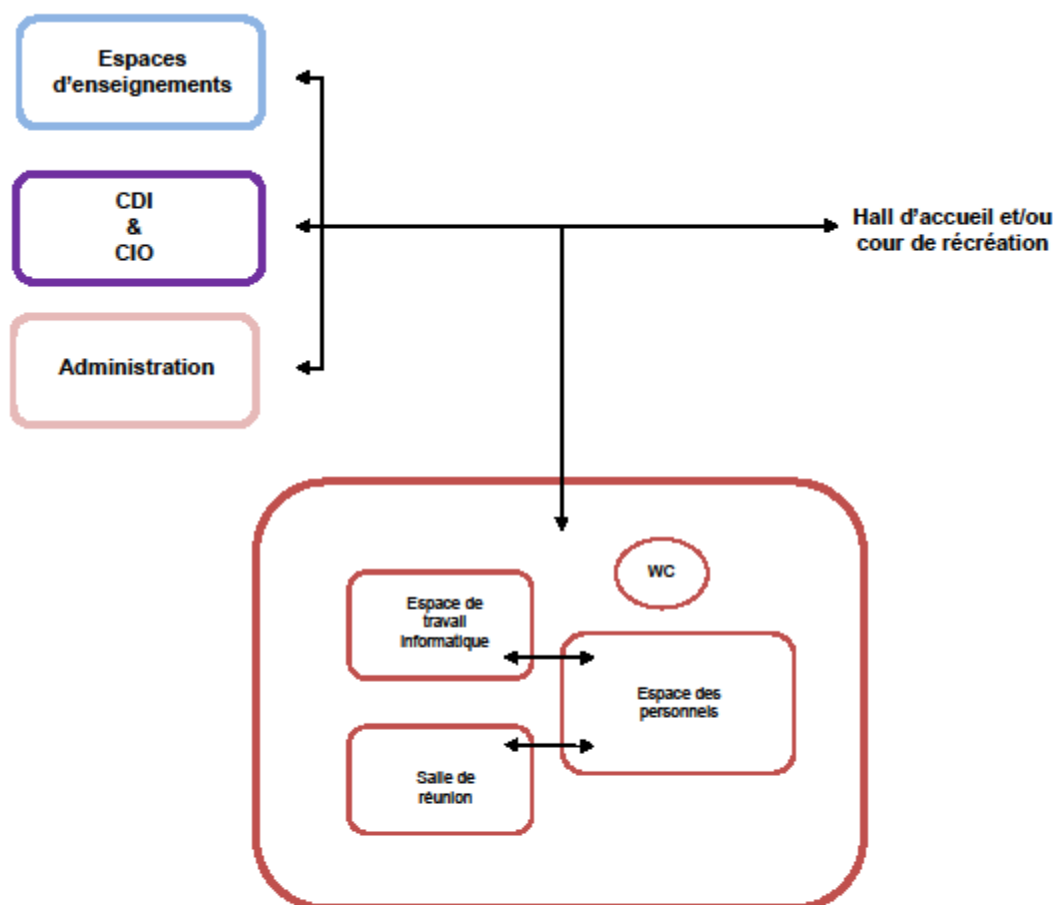 Espaces
d'enseignements
CDI
&
CIO
Hall d'accueil et/ou
cour de récréation
Administration
WC
Espace de
travail
informatique
Espace des
personnels
Salle de
réunion